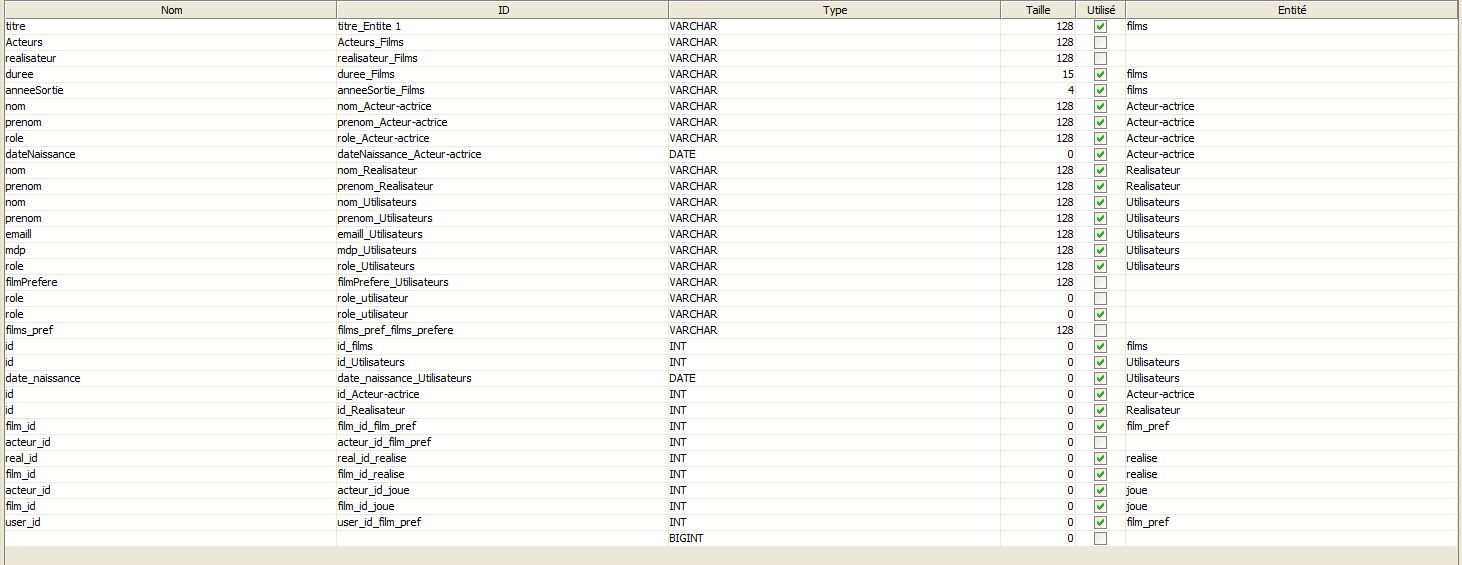 Nom ID Type Taille Utilisé Entité
titre titre_Entite 1 VARCHAR 128 films
Acteurs Acteurs_Films VARCHAR 128
realisateur realisateur_Films VARCHAR 128
duree duree_Films VARCHAR 15 films
anneeSortie anneeSortie_Films VARCHAR 4 films
nom nom_Acteur-actrice VARCHAR 128 Acteur-actrice
prenom prenom_Acteur-actrice VARCHAR 128 Acteur-actrice
role role_Acteur-actrice VARCHAR 128 Acteur-actrice
dateNaissance dateNaissance_Acteur-actrice DATE 0 Acteur-actrice
nom nom_Realisateur VARCHAR 128 Realisateur
prenom prenom_Realisateur VARCHAR 128 Realisateur
nom nom_Utilisateurs VARCHAR 128 Utilisateurs
prenom prenom_Utilisateurs VARCHAR 128 Utilisateurs
emaill emaill_Utilisateurs VARCHAR 128 Utilisateurs
mdp mdp_Utilisateurs VARCHAR 128 Utilisateurs
role role_Utilisateurs VARCHAR 128 Utilisateurs
filmPrefere filmPrefere_Utilisateurs VARCHAR 128
role role_utilisateur VARCHAR 0
role role_utilisateur VARCHAR 0
films_pref films_pref_films_prefere VARCHAR 128
id id_films INT 0 films
id id_Utilisateurs INT 0 Utilisateurs
date_naissance date_naissance_Utilisateurs DATE 0 Utilisateurs
id id_Acteur-actrice INT 0 Acteur-actrice
id id_Realisateur INT 0 Realisateur
film_id film_id_film_pref INT 0 film_pref
acteur_id acteur_id_film_pref INT 0
real_id real_id_realise INT 0 realise
film_id film_id_realise INT 0 realise
acteur_id acteur_id_joue INT 0 joue
film_id film_id_joue INT 0 joue
user_id user_id_film_pref INT 0 film_pref
BIGINT 0